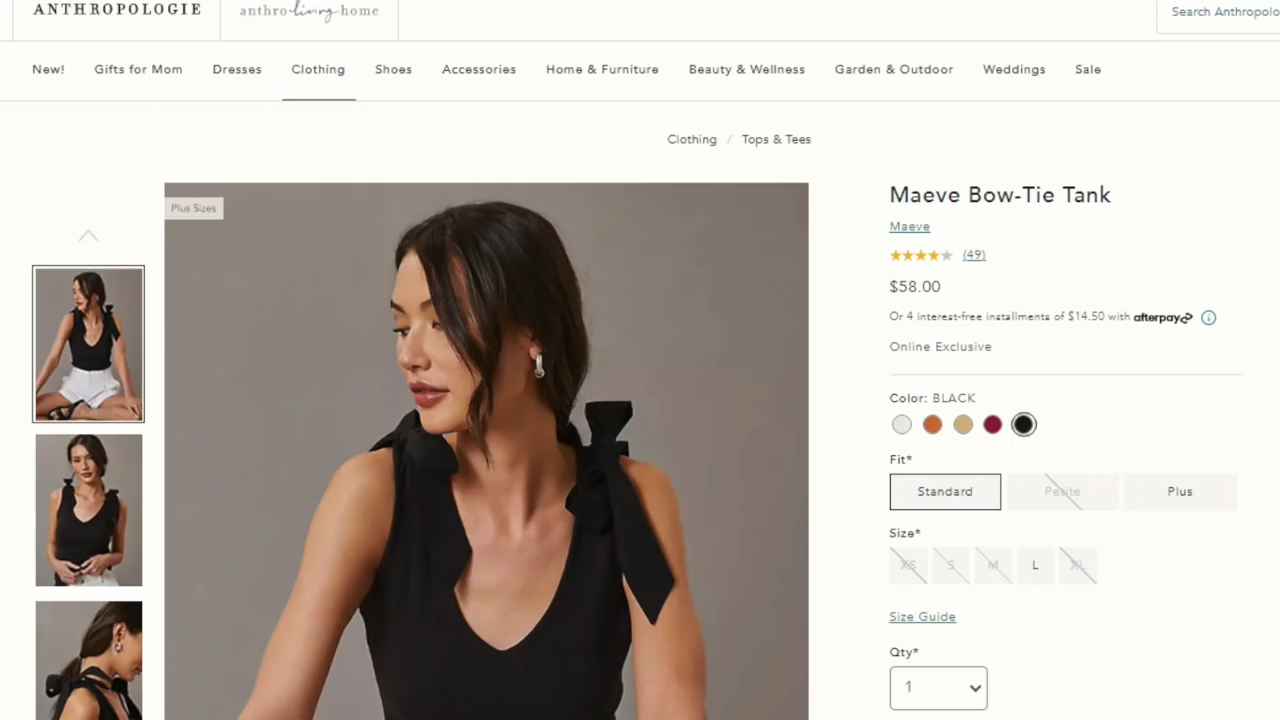 ANTHROPOLOGIE
anthro living home
Search Anthropolo
New! Gifts for Mom Dresses Clothing Shoes Accessories Home & Furniture Beauty & Wellness Garden & Outdoor Weddings Sale
Clothing / Tops & Tees
Plus Sizes
Maeve Bow-Tie Tank
Maeve
(49)
$58.00
Or 4 interest-free installments of $14.50 with afterpay
Online Exclusive
Color: BLACK
Fit*
Standard Petite Plus
Size*
XS S M L XL
Size Guide
Qty*
1